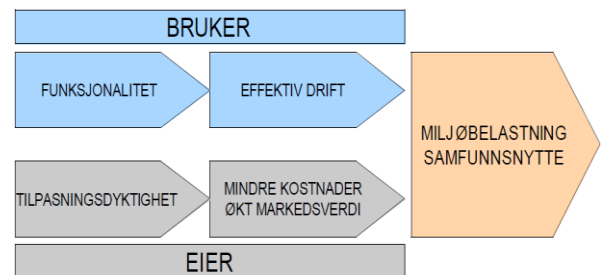 BRUKER
FUNKSJONALITET
EFFEKTIV DRIFT
MILJØBELASTNING
SAMFUNNSNYTTE
TILPASNINGSDYKTIGHET
MINDRE KOSTNADER
ØKT MARKEDSVERDI
EIER